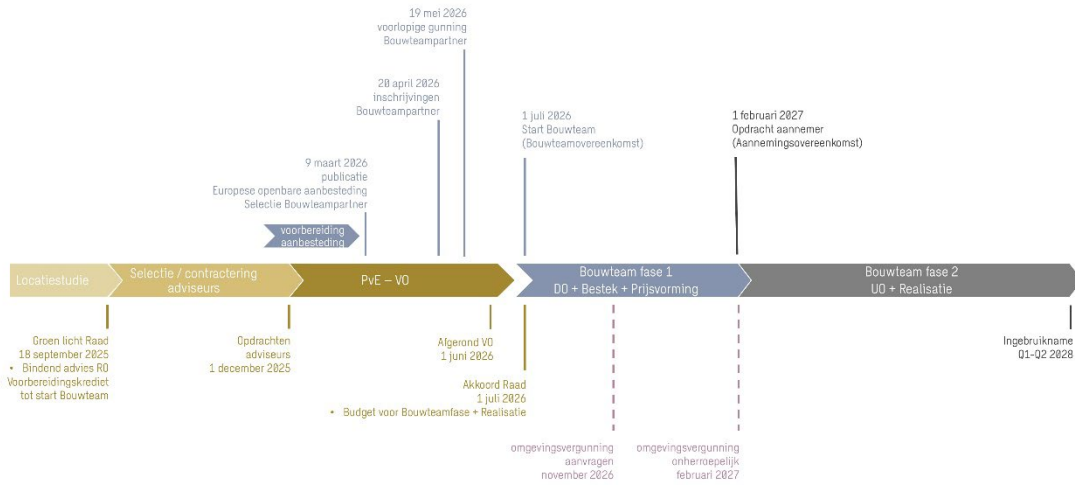 19 mei 2026
voorlopige gunning
Bouwteampartner
20 april 2026
inschrijvingen
Bouwteampartner
9 maart 2026
publicatie
Europese openbare aanbesteding
Selectie Bouwteampartner
1 juli 2026
Start Bouwteam
(Bouwteamovereenkomst)
1 februari 2027
Opdracht aannemer
(Aannemingsovereenkomst)
voorbereiding
aanbesteding
Locatiestudie
Selectie / contractering
adviseurs
PvE – VO
Bouwteam fase 1
DO + Bestek + Prijsvorming
Bouwteam fase 2
UO + Realisatie
Groen licht Raad
18 september 2025
• Bindend advies RO
Voorbereidingskrediet
tot start Bouwteam
Opdrachten
adviseurs
1 december 2025
Afgerond VO
1 juni 2026
Akkoord Raad
1 juli 2026
• Budget voor Bouwteamfase + Realisatie
Ingebruikname
Q1-Q2 2028
omgevingsvergunning
aanvragen
november 2026
omgevingsvergunning
onherroepelijk
februari 2027